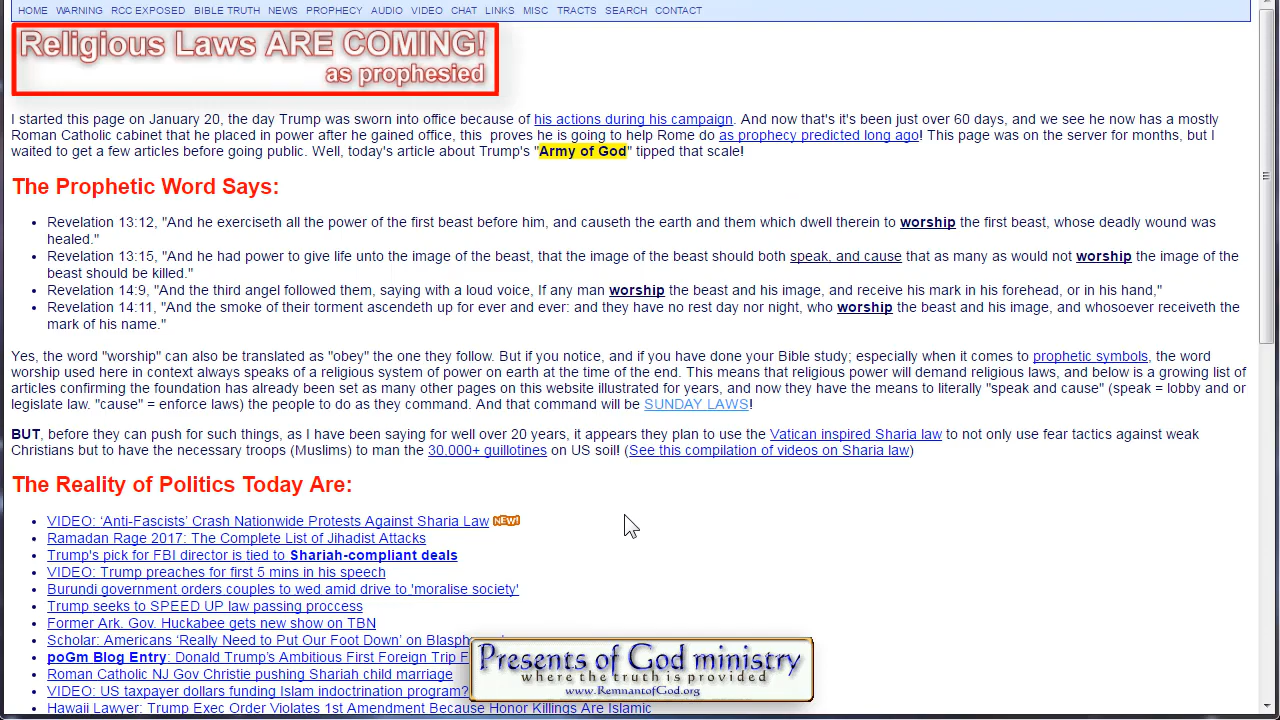 HOME WARNING RCC EXPOSED BIBLE TRUTH NEWS PROPHECY AUDIO VIDEO CHAT LINKS MISC TRACTS SEARCH CONTACT
Religious Laws ARE COMING!
as prophesied
I started this page on January 20, the day Trump was sworn into office because of his actions during his campaign. And now that's it's been just over 60 days, and we see he now has a mostly
Roman Catholic cabinet that he placed in power after he gained office, this proves he is going to help Rome do as prophecy predicted long ago! This page was on the server for months, but I
waited to get a few articles before going public. Well, today's article about Trump's "Army of God" tipped that scale!
The Prophetic Word Says:
• Revelation 13:12, "And he exerciseth all the power of the first beast before him, and causeth the earth and them which dwell therein to worship the first beast, whose deadly wound was
healed."
• Revelation 13:15, "And he had power to give life unto the image of the beast, that the image of the beast should both speak, and cause that as many as would not worship the image of the
beast should be killed."
• Revelation 14:9, "And the third angel followed them, saying with a loud voice, If any man worship the beast and his image, and receive his mark in his forehead, or in his hand,"
• Revelation 14:11, "And the smoke of their torment ascendeth up for ever and ever: and they have no rest day nor night, who worship the beast and his image, and whosoever receiveth the
mark of his name."
Yes, the word "worship" can also be translated as "obey" the one they follow. But if you notice, and if you have done your Bible study; especially when it comes to prophetic symbols, the word
worship used here in context always speaks of a religious system of power on earth at the time of the end. This means that religious power will demand religious laws, and below is a growing list of
articles confirming the foundation has already been set as many other pages on this website illustrated for years, and now they have the means to literally "speak and cause" (speak = lobby and or
legislate law. "cause" = enforce laws) the people to do as they command. And that command will be SUNDAY LAWS!
BUT, before they can push for such things, as I have been saying for well over 20 years, it appears they plan to use the Vatican inspired Sharia law to not only use fear tactics against weak
Christians but to have the necessary troops (Muslims) to man the 30,000+ guillotines on US soil! (See this compilation of videos on Sharia law)
The Reality of Politics Today Are:
• VIDEO: ‘Anti-Fascists’ Crash Nationwide Protests Against Sharia Law NEW!
• Ramadan Rage 2017: The Complete List of Jihadist Attacks
• Trump's pick for FBI director is tied to Shariah-compliant deals
• VIDEO: Trump preaches for first 5 mins in his speech
• Burundi government orders couples to wed amid drive to 'moralise society'
• Trump seeks to SPEED UP law passing proccess
• Former Ark. Gov. Huckabee gets new show on TBN
• Scholar: Americans ‘Really Need to Put Our Foot Down’ on
• poGm Blog Entry: Donald Trump’s Ambitious First Foreign Trip
• Roman Catholic NJ Gov Christie pushing Shariah child marriage
• VIDEO: US taxpayer dollars funding Islam indoctrination program?
• Hawaii Lawyer: Trump Exec Order Violates 1st Amendment Because Honor Killings Are Islamic
Presents of God ministry
where the truth is provided
www.RemnantofGod.org